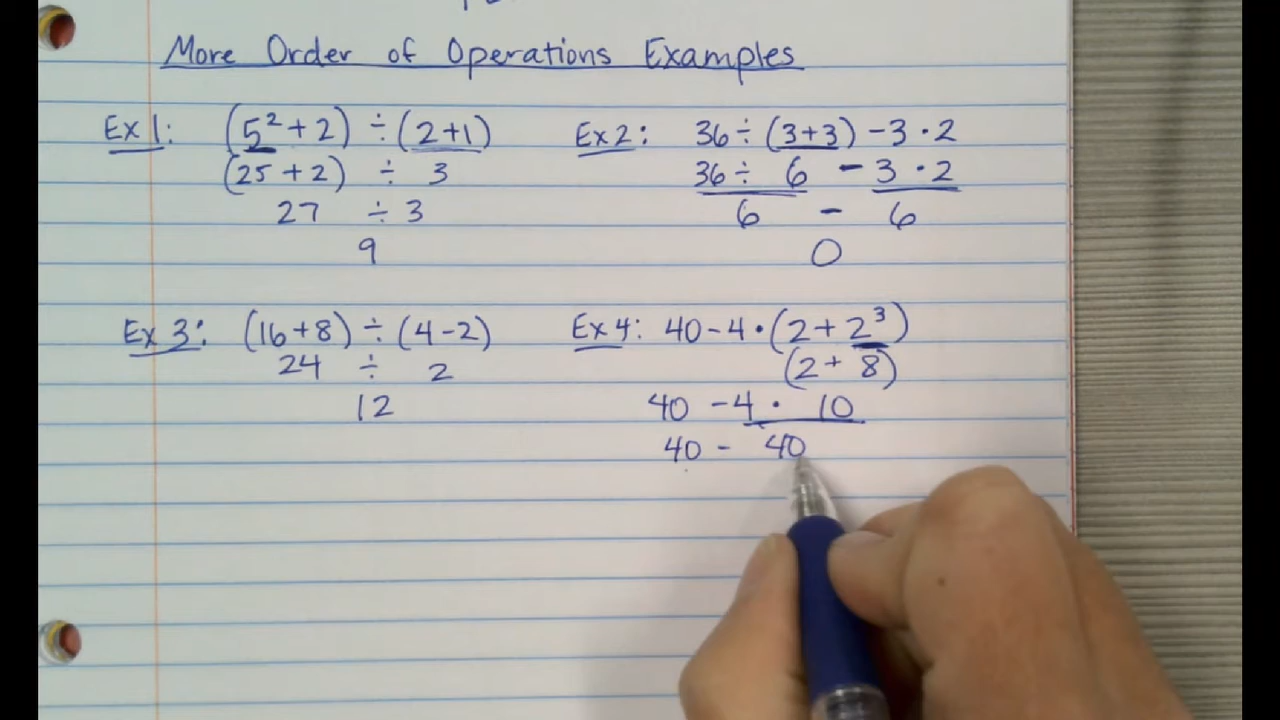 More Order of Operations Examples
Ex 1: (5² + 2) ÷ (2+1)
(25 + 2) ÷ 3
27 ÷ 3
9
Ex 2: 36 ÷ (3+3) - 3 · 2
36 ÷ 6 - 3 · 2
6 - 6
0
Ex 3: (16+8) ÷ (4-2)
24 ÷ 2
12
Ex 4: 40 - 4 · (2 + 2³)
(2 + 8)
40 - 4 · 10
40 - 40